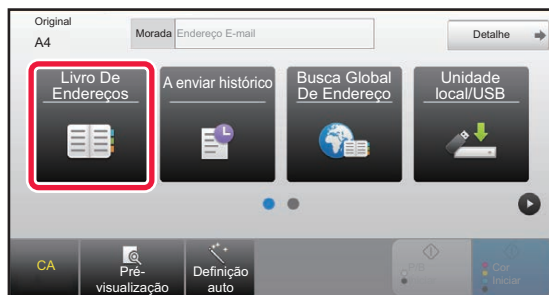 Original
A4
Morada
Endereço E-mail
Detalhe
Livro De
Endereços
A enviar histórico
Busca Global
De Endereço
Unidade
local/USB
CA
Pré-
visualização
Definição
auto
Cor
Iniciar